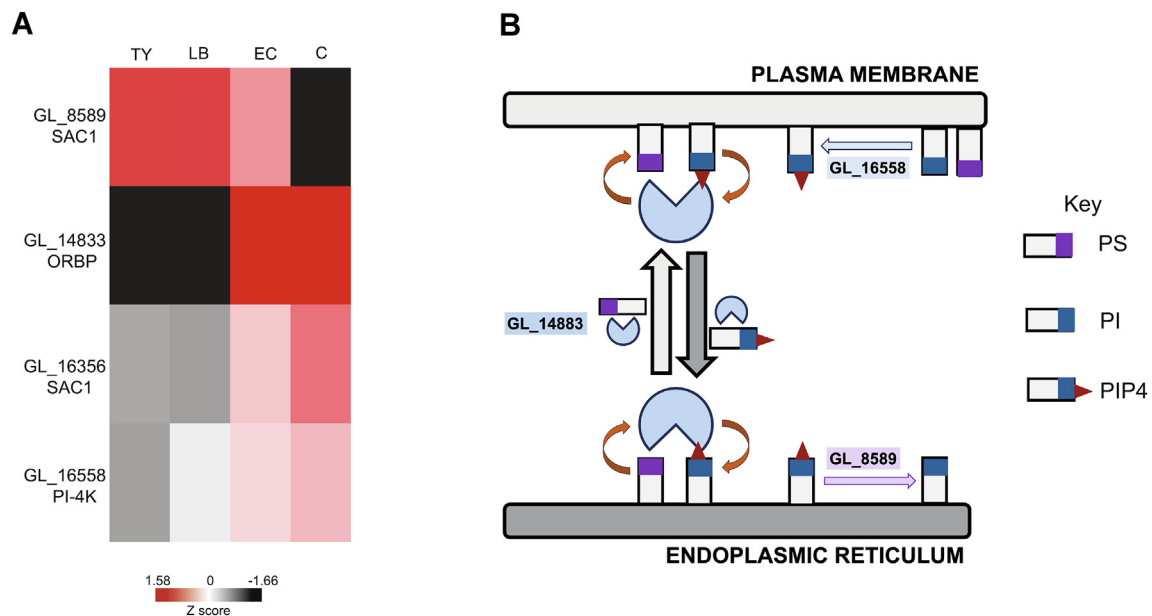 A
TY LB EC C
GL_8589
SAC1
GL_14833
ORBP
GL_16356
SAC1
GL_16558
PI-4K
1.58 0 -1.66
Z score
B
PLASMA MEMBRANE
GL_16558
GL_14883
GL_8589
ENDOPLASMIC RETICULUM
Key
PS
PI
PIP4